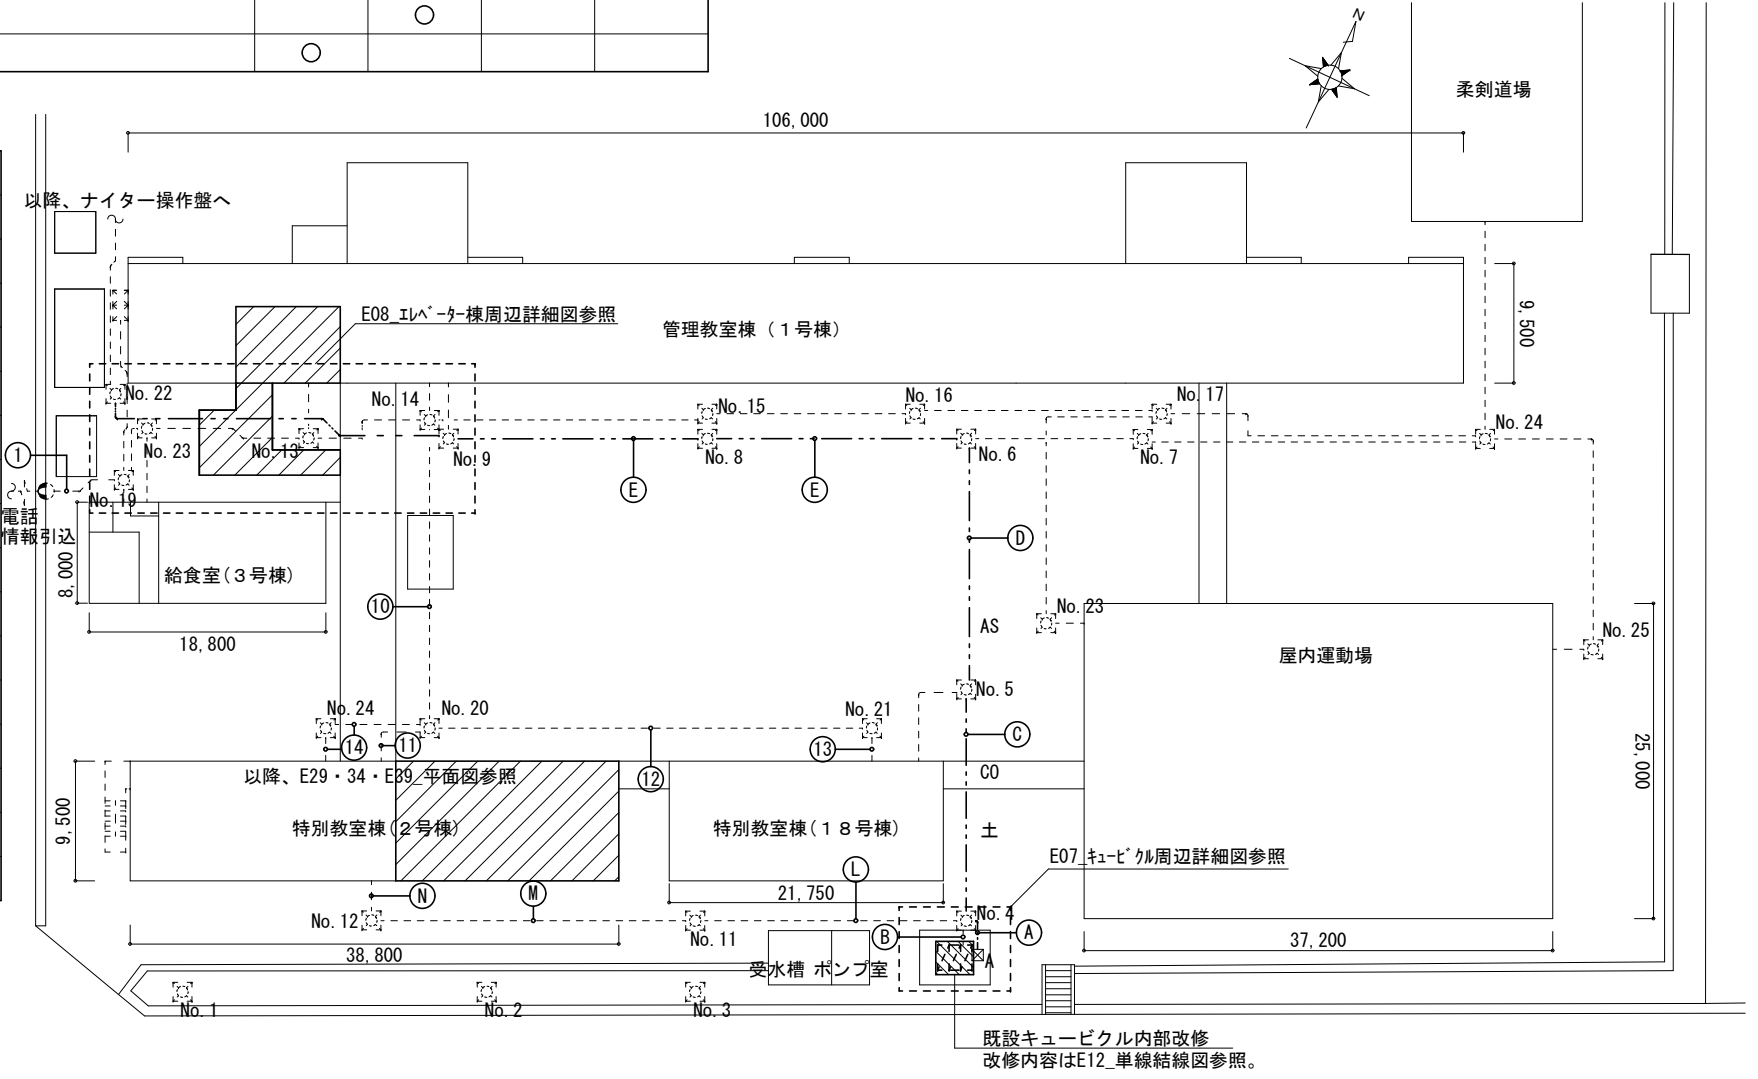 N
柔剣道場
106,000
以降、ナイター操作盤へ
E08_ｴﾚﾍﾞｰﾀｰ棟周辺詳細図参照
管理教室棟（１号棟）
9,500
No.22
No.14
No.15
No.16
No.17
No.24
1
No.23
No.13
No.9
No.8
No.6
No.7
No.19
E
E
電話
情報引込
D
8,000
給食室(３号棟)
10
No.23
18,800
AS
屋内運動場
No.25
No.24
No.20
No.21
No.5
14
11
12
13
C
25,000
以降、E29・34・E39_平面図参照
CO
9,500
特別教室棟(２号棟)
特別教室棟(１８号棟)
土
E07_ｷｭｰﾋﾞｸﾙ周辺詳細図参照
N
M
L
21,750
No.12
No.11
No.4
B
A
37,200
38,800
受水槽 ポンプ室
A
No.1
No.2
No.3
既設キュービクル内部改修
改修内容はE12_単線結線図参照。